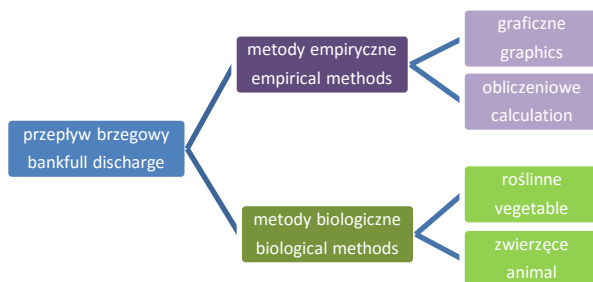 przepływ brzegowy
bankfull discharge
metody empiryczne
empirical methods
graficzne
graphics
obliczeniowe
calculation
metody biologiczne
biological methods
roślinne
vegetable
zwierzęce
animal